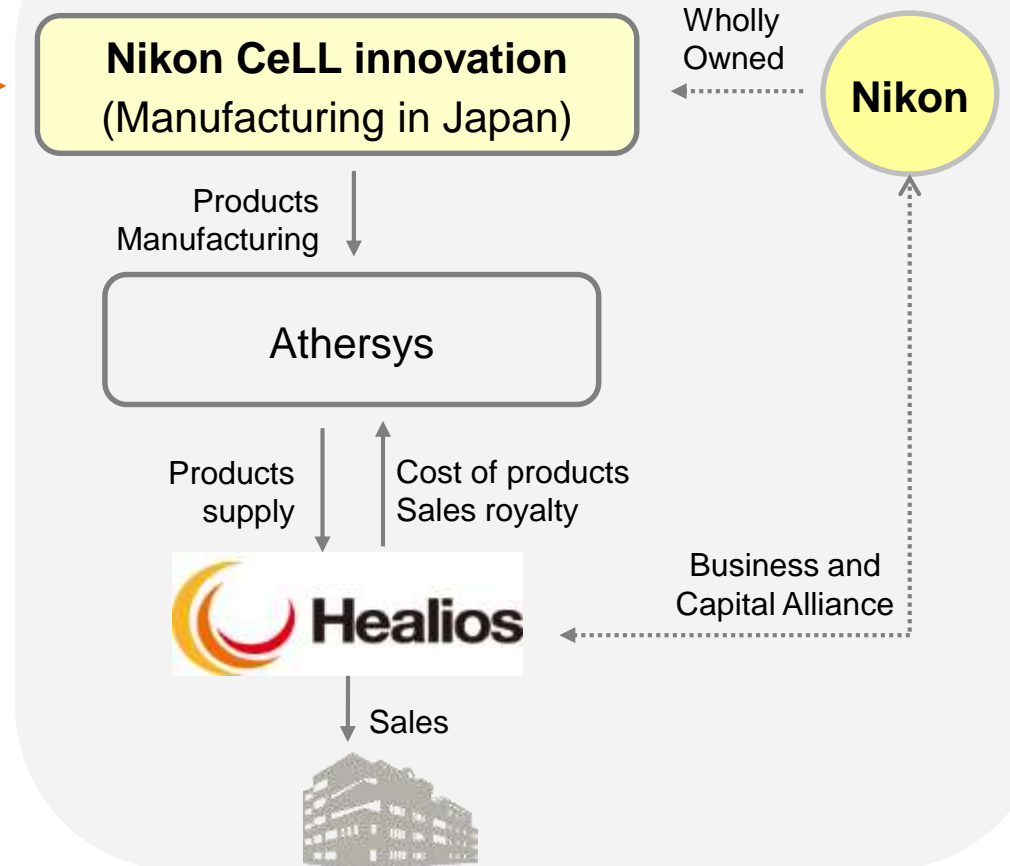 Wholly
Owned
Nikon CeLL innovation
(Manufacturing in Japan)
Nikon
Products
Manufacturing
Athersys
Products
supply
Cost of products
Sales royalty
Business and
Capital Alliance
Healios
Sales